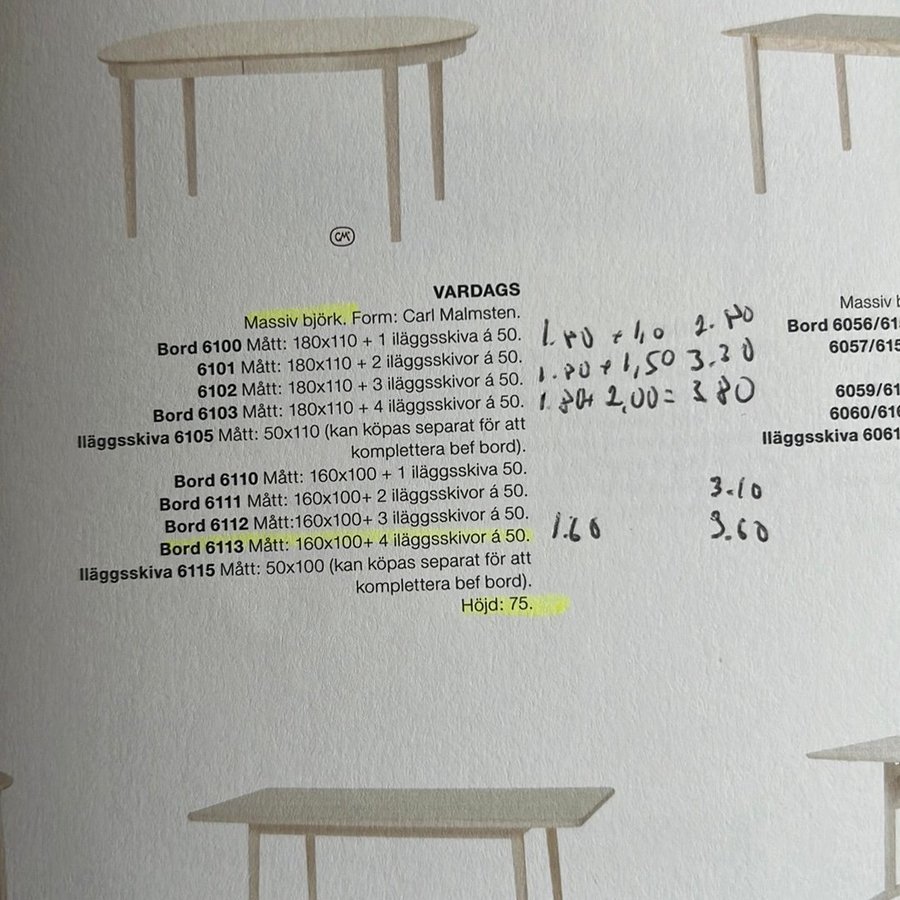 CM
VARDAGS
Massiv björk. Form: Carl Malmsten.
Bord 6100 Mått: 180x110 + 1 iläggsskiva á 50.
6101 Mått: 180x110 + 2 iläggsskivor á 50.
6102 Mått: 180x110 + 3 iläggsskivor á 50.
Bord 6103 Mått: 180x110 + 4 iläggsskivor á 50.
Iläggsskiva 6105 Mått: 50x110 (kan köpas separat för att
komplettera bef bord).
Bord 6110 Mått: 160x100 + 1 iläggsskiva 50.
Bord 6111 Mått: 160x100+ 2 iläggsskivor á 50.
Bord 6112 Mått:160x100+ 3 iläggsskivor á 50.
Bord 6113 Mått: 160x100+ 4 iläggsskivor á 50.
Iläggsskiva 6115 Mått: 50x100 (kan köpas separat för att
komplettera bef bord).
Höjd: 75.
1.80 + 1,0 2.80
1.80 + 1,50 3.30
1.80+ 2,00 = 3.80
3.10
1.60 3.60
Massiv
Bord 6056/61
6057/615
6059/61
6060/616
Iläggsskiva 6061